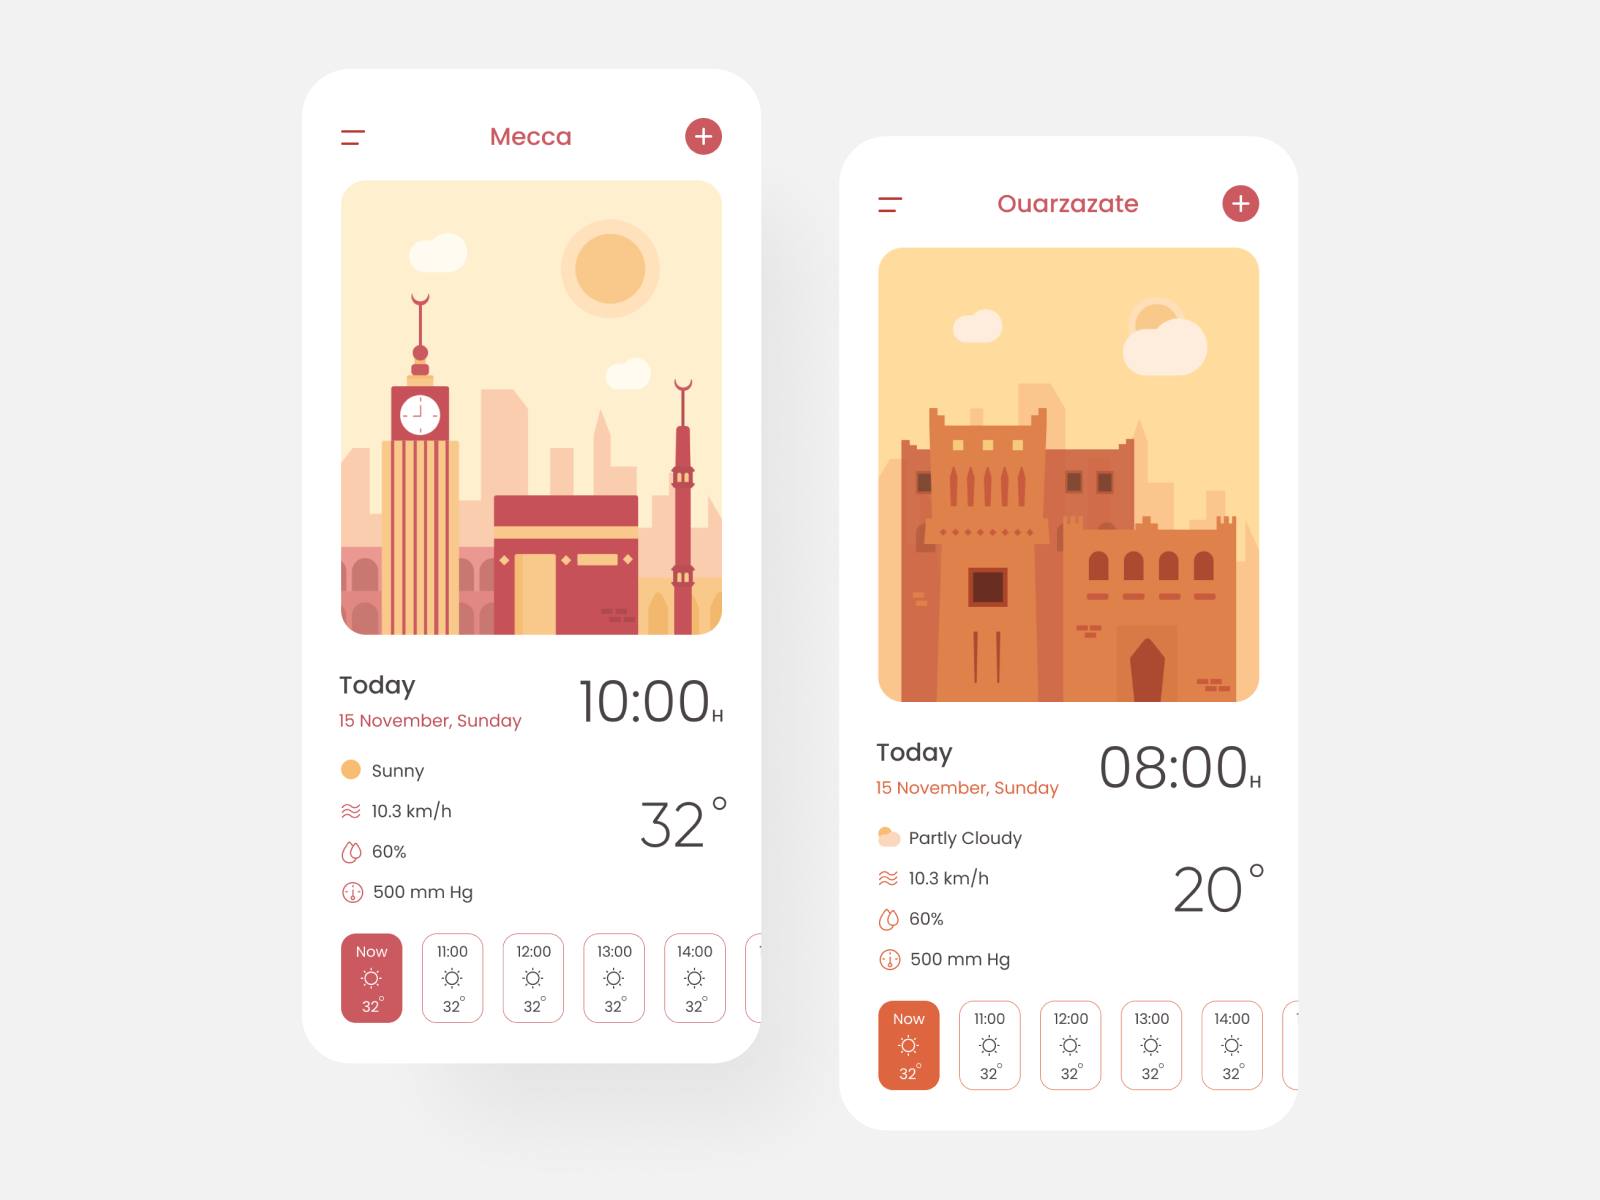 Mecca
Today
10:00 H
15 November, Sunday
Sunny
10.3 km/h
32°
60%
500 mm Hg
Now 11:00 12:00 13:00 14:00
32° 32° 32° 32° 32°
Ouarzazate
Today
08:00 H
15 November, Sunday
Partly Cloudy
10.3 km/h
20°
60%
500 mm Hg
Now 11:00 12:00 13:00 14:00
32° 32° 32° 32° 32°